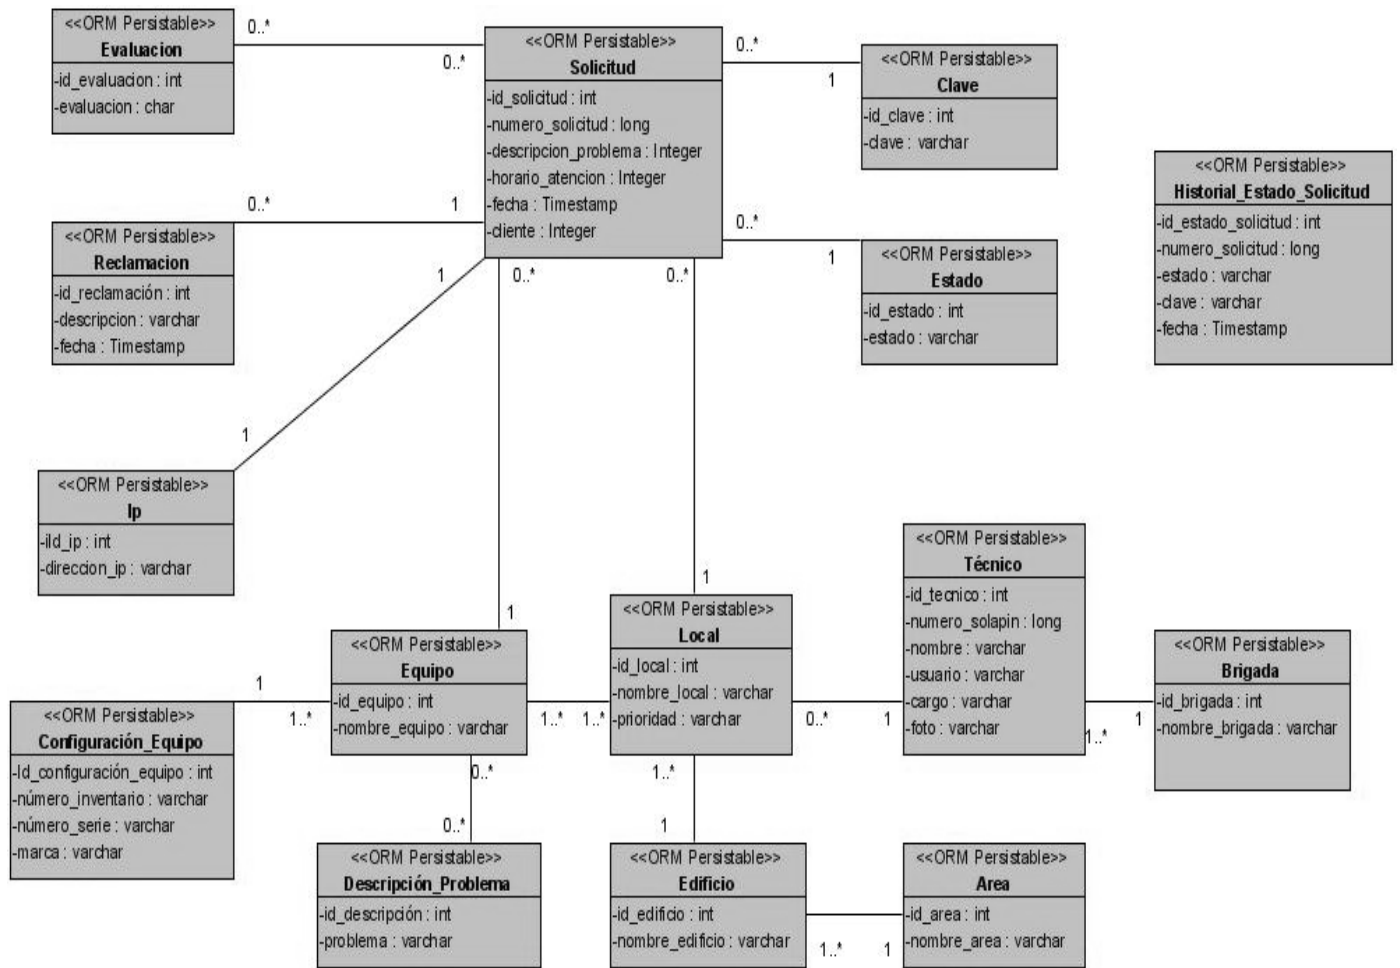 <<ORM Persistable>>
Evaluacion
-id_evaluacion : int
-evaluacion : char
0..*
0..*
<<ORM Persistable>>
Solicitud
-id_solicitud : int
-numero_solicitud : long
-descripcion_problema : Integer
-horario_atencion : Integer
-fecha : Timestamp
-cliente : Integer
0..*
1
<<ORM Persistable>>
Clave
-id_clave : int
-clave : varchar
<<ORM Persistable>>
Historial_Estado_Solicitud
-id_estado_solicitud : int
-numero_solicitud : long
-estado : varchar
-clave : varchar
-fecha : Timestamp
0..*
1
<<ORM Persistable>>
Reclamacion
-id_reclamación : int
-descripcion : varchar
-fecha : Timestamp
0..*
1
<<ORM Persistable>>
Estado
-id_estado : int
-estado : varchar
1
0..*
0..*
1
<<ORM Persistable>>
Ip
-iId_ip : int
-direccion_ip : varchar
1
1
<<ORM Persistable>>
Equipo
-id_equipo : int
-nombre_equipo : varchar
<<ORM Persistable>>
Local
-id_local : int
-nombre_local : varchar
-prioridad : varchar
<<ORM Persistable>>
Técnico
-id_tecnico : int
-numero_solapin : long
-nombre : varchar
-usuario : varchar
-cargo : varchar
-foto : varchar
<<ORM Persistable>>
Brigada
-id_brigada : int
-nombre_brigada : varchar
1
1..*
1..*
1..*
0..*
1
1..*
1
<<ORM Persistable>>
Configuración_Equipo
-Id_configuración_equipo : int
-número_inventario : varchar
-número_serie : varchar
-marca : varchar
0..*
0..*
1..*
1
<<ORM Persistable>>
Descripción_Problema
-id_descripción : int
-problema : varchar
<<ORM Persistable>>
Edificio
-id_edificio : int
-nombre_edificio : varchar
1..*
1
<<ORM Persistable>>
Area
-id_area : int
-nombre_area : varchar